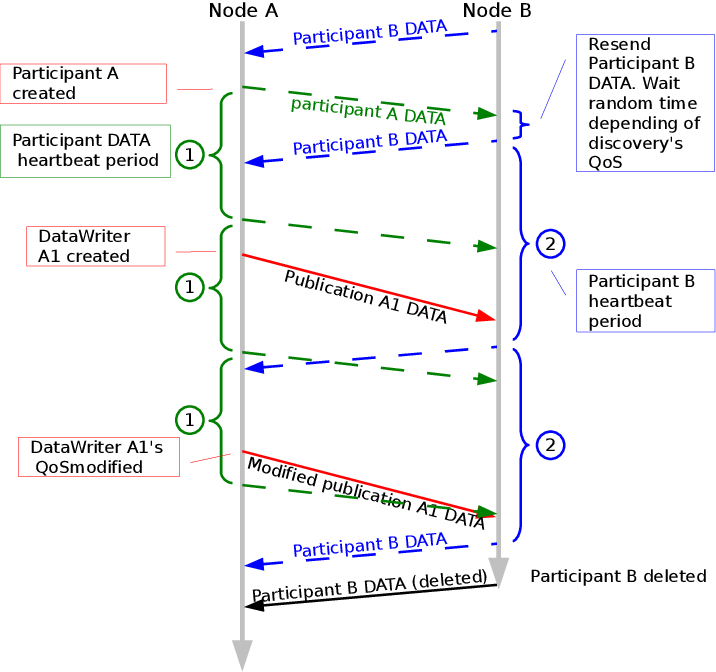 Node A
Node B
Participant B DATA
Resend
Participant B
DATA. Wait
random time
depending of
discovery's
QoS
Participant A
created
participant A DATA
Participant B DATA
Participant DATA
heartbeat period
1
DataWriter
A1 created
2
1
Publication A1 DATA
Participant B
heartbeat
period
1
2
DataWriter A1's
QoSmodified
Modified publication A1 DATA
Participant B DATA
Participant B DATA (deleted)
Participant B deleted